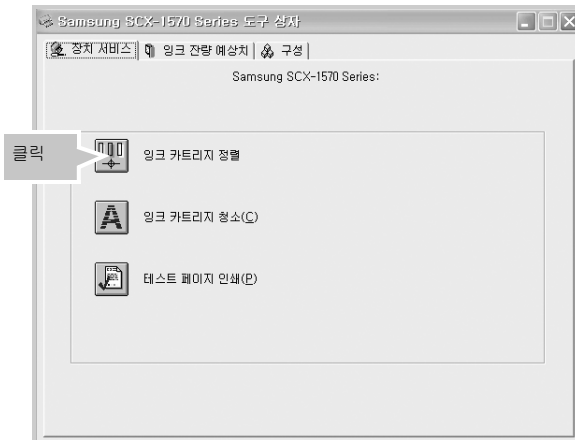 Samsung SCX-1570 Series 도구 상자
장치 서비스 잉크 잔량 예상치 구성
Samsung SCX-1570 Series:
클릭
잉크 카트리지 정렬
잉크 카트리지 청소(C)
테스트 페이지 인쇄(P)